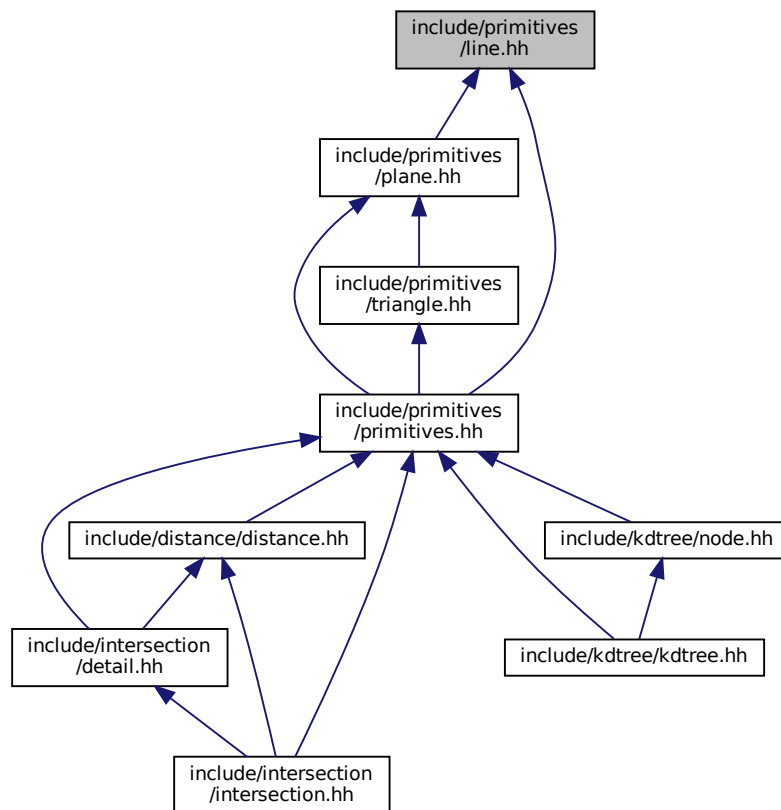 include/primitives
/line.hh
include/primitives
/plane.hh
include/primitives
/triangle.hh
include/primitives
/primitives.hh
include/distance/distance.hh
include/kdtree/node.hh
include/intersection
/detail.hh
include/kdtree/kdtree.hh
include/intersection
/intersection.hh